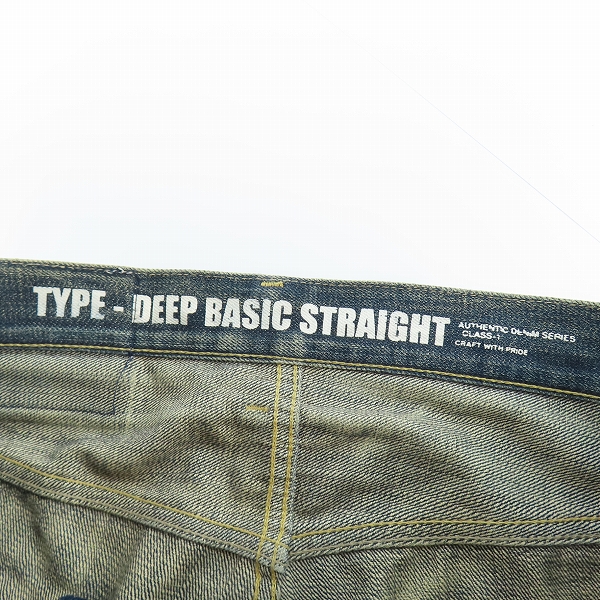 TYPE - DEEP BASIC STRAIGHT
AUTHENTIC DENIM SERIES
CLASS-1
CRAFT WITH PRIDE